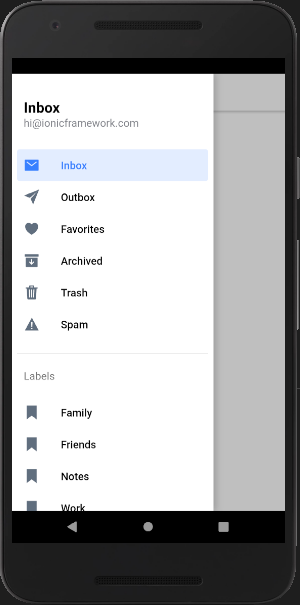 Inbox
hi@ionicframework.com
Inbox
Outbox
Favorites
Archived
Trash
Spam
Labels
Family
Friends
Notes
Work